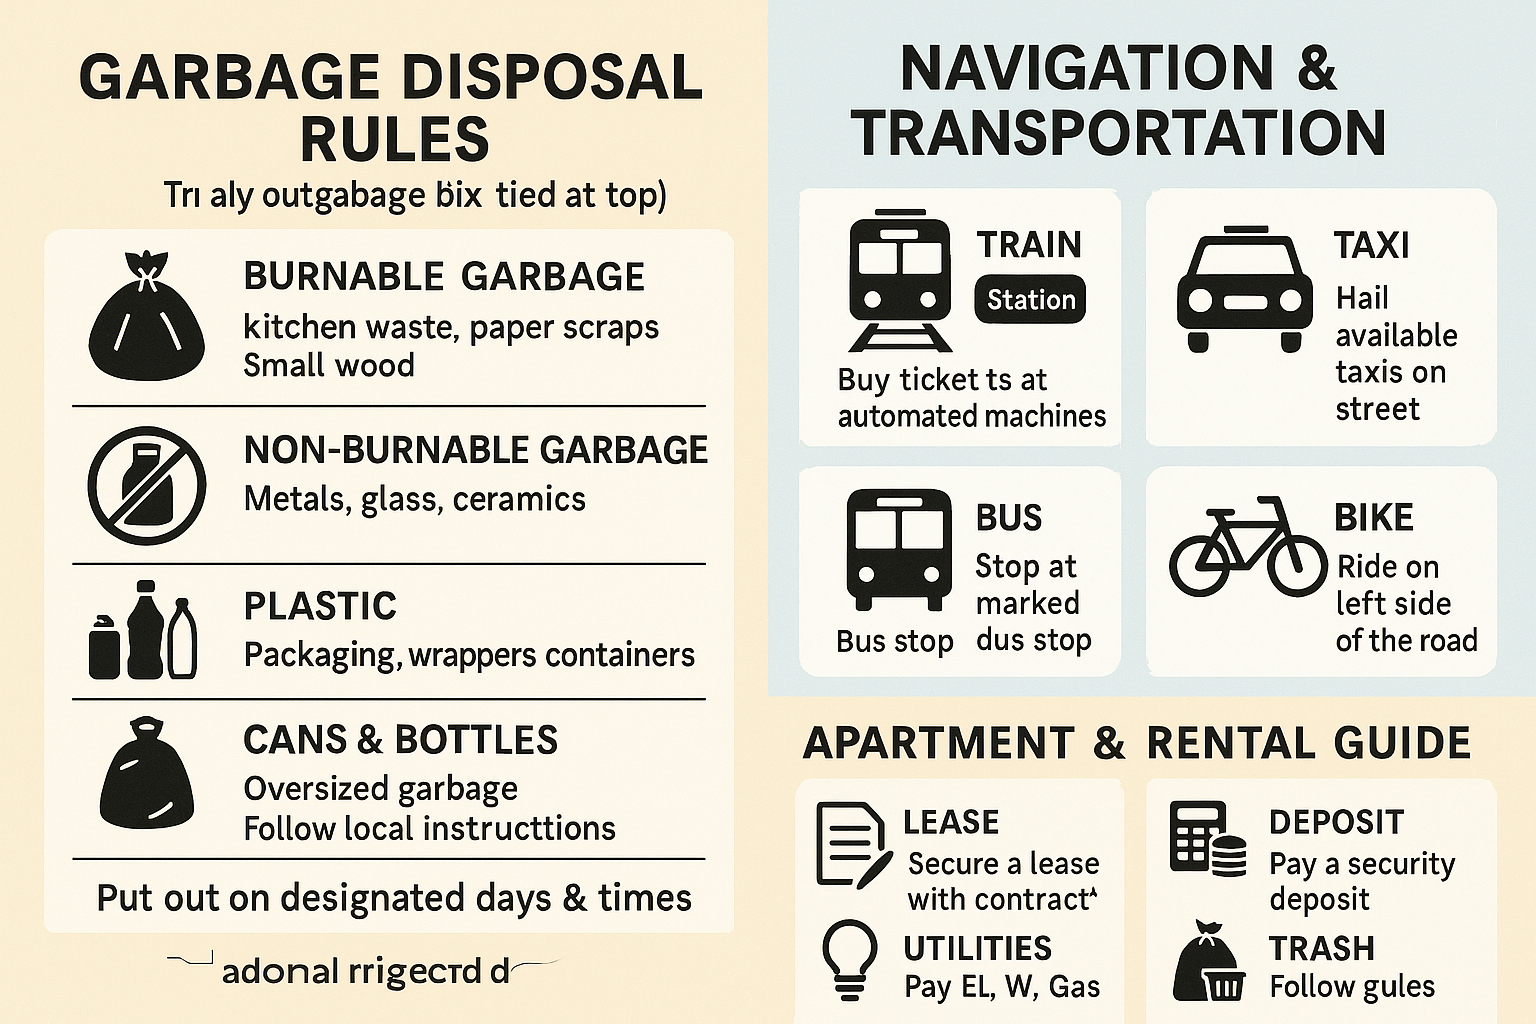 GARBAGE DISPOSAL
RULES
Tri aly outgabage bix tied at top)
BURNABLE GARBAGE
kitchen waste, paper scraps
Small wood
NON-BURNABLE GARBAGE
Metals, glass, ceramics
PLASTIC
Packaging, wrappers containers
CANS & BOTTLES
Oversized garbage
Follow local instructtions
Put out on designated days & times
NAVIGATION &
TRANSPORTATION
TRAIN
Station
Buy ticket ts at
automated machines
TAXI
Hail
available
taxis on
street
BUS
Stop at
marked
dus stop
Bus stop
BIKE
Ride on
left side
of the road
APARTMENT & RENTAL GUIDE
LEASE
Secure a lease
with contract
DEPOSIT
Pay a security
deposit
UTILITIES
Pay EL, W, Gas
TRASH
Follow gules